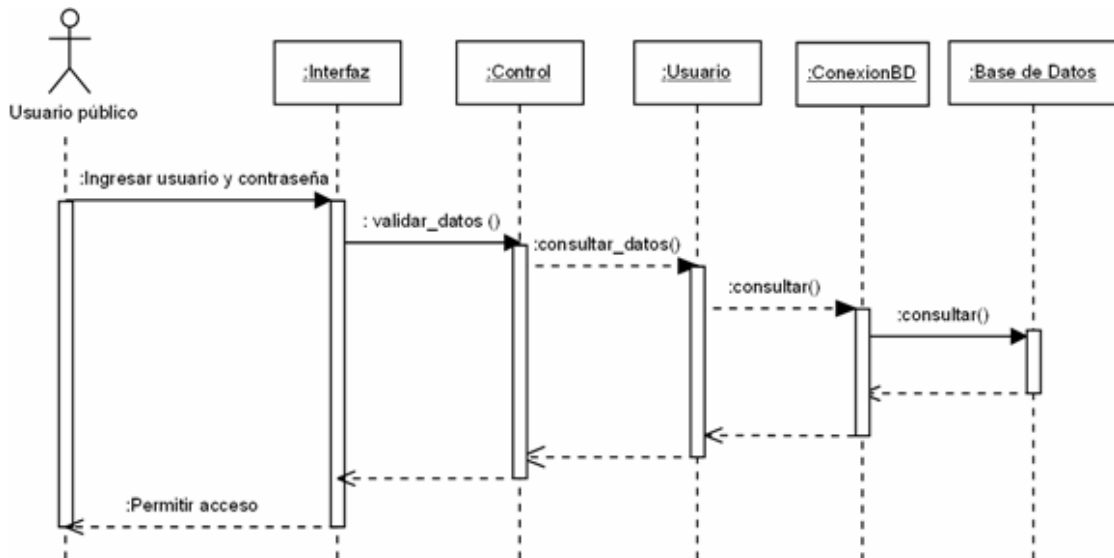 :Interfaz
:Control
:Usuario
:ConexionBD
:Base de Datos
Usuario público
:Ingresar usuario y contraseña
: validar_datos ()
:consultar_datos()
:consultar()
:consultar()
:Permitir acceso